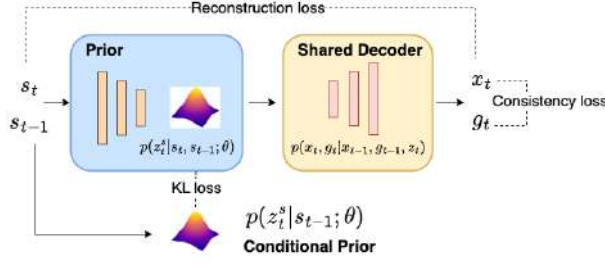 Reconstruction loss
Prior
Shared Decoder
s_t
s_{t-1}
p(z_t^s|s_t, s_{t-1}; θ)
p(x_t, g_t|x_{t-1}, g_{t-1}, z_t)
x_t
g_t
Consistency loss
KL loss
p(z_t^s|s_{t-1}; θ)
Conditional Prior